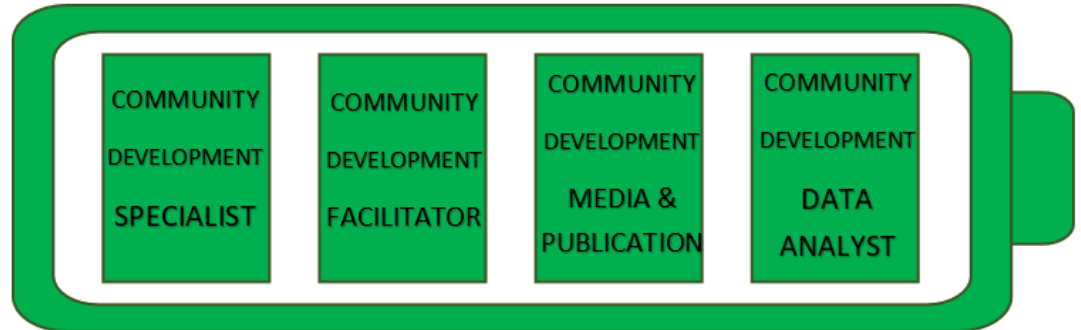 COMMUNITY
DEVELOPMENT
SPECIALIST
COMMUNITY
DEVELOPMENT
FACILITATOR
COMMUNITY
DEVELOPMENT
MEDIA &
PUBLICATION
COMMUNITY
DEVELOPMENT
DATA
ANALYST